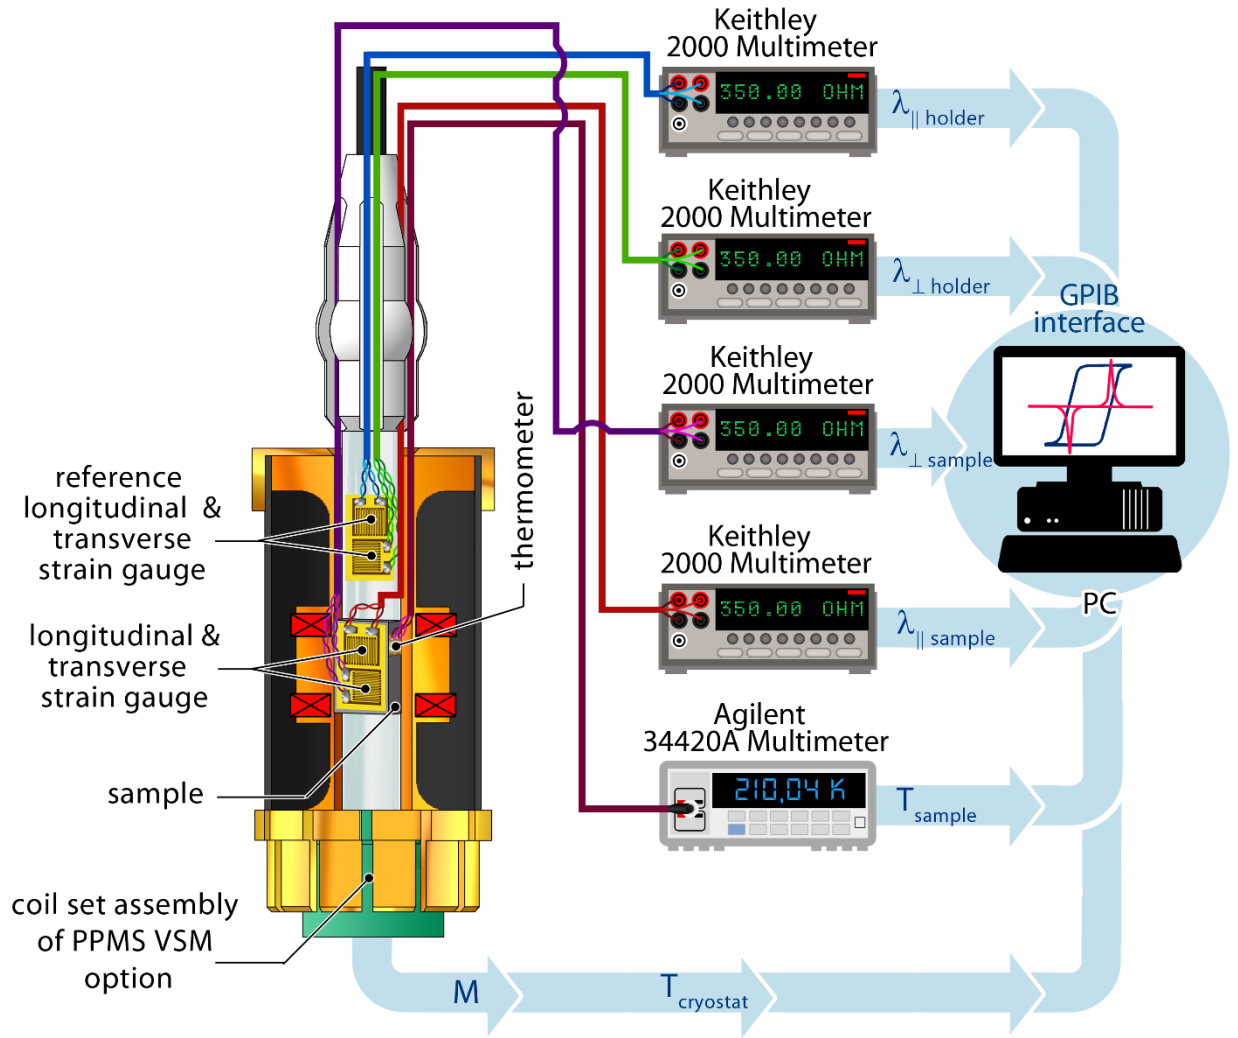 Keithley
2000 Multimeter
350.00 OHM
λ|| holder
Keithley
2000 Multimeter
350.00 OHM
λ⊥ holder
GPIB
interface
Keithley
2000 Multimeter
350.00 OHM
λ⊥ sample
thermometer
reference
longitudinal &
transverse
strain gauge
Keithley
2000 Multimeter
350.00 OHM
λ|| sample
PC
longitudinal &
transverse
strain gauge
Agilent
34420A Multimeter
210,04 K
Tsample
sample
coil set assembly
of PPMS VSM
option
M
Tcryostat